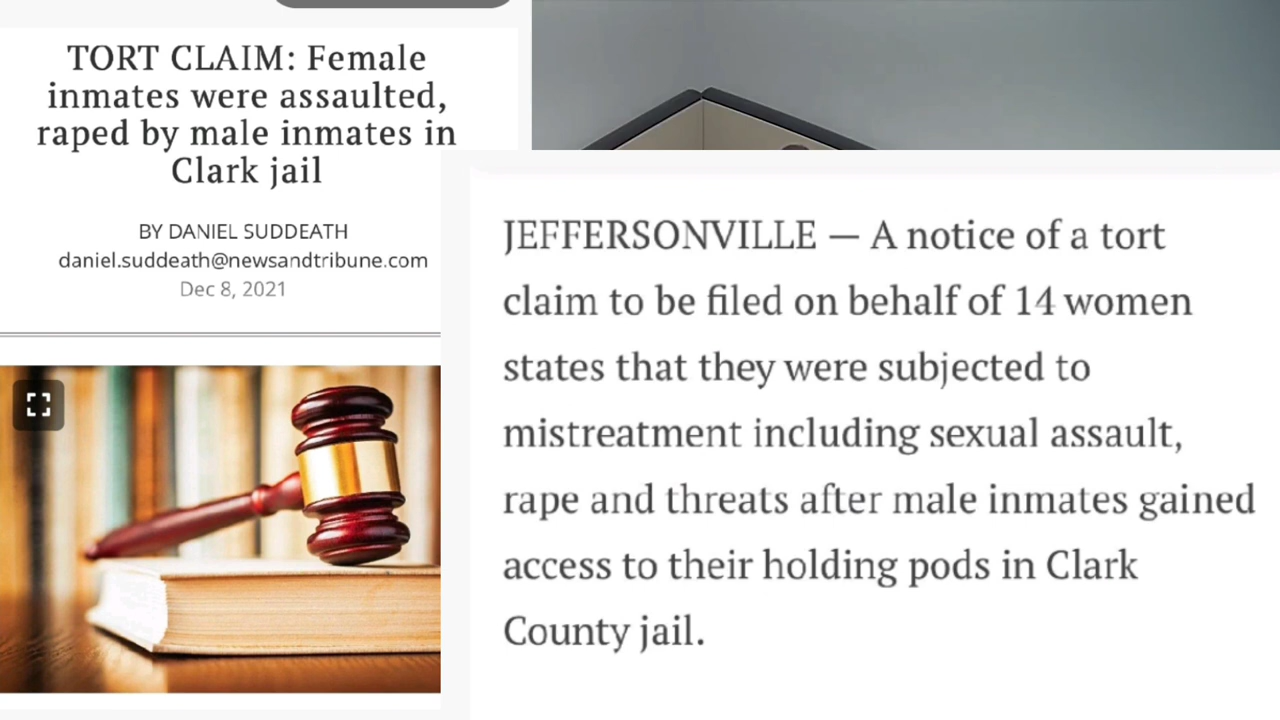 TORT CLAIM: Female
inmates were assaulted,
raped by male inmates in
Clark jail
BY DANIEL SUDDEATH
daniel.suddeath@newsandtribune.com
Dec 8, 2021
JEFFERSONVILLE — A notice of a tort
claim to be filed on behalf of 14 women
states that they were subjected to
mistreatment including sexual assault,
rape and threats after male inmates gained
access to their holding pods in Clark
County jail.